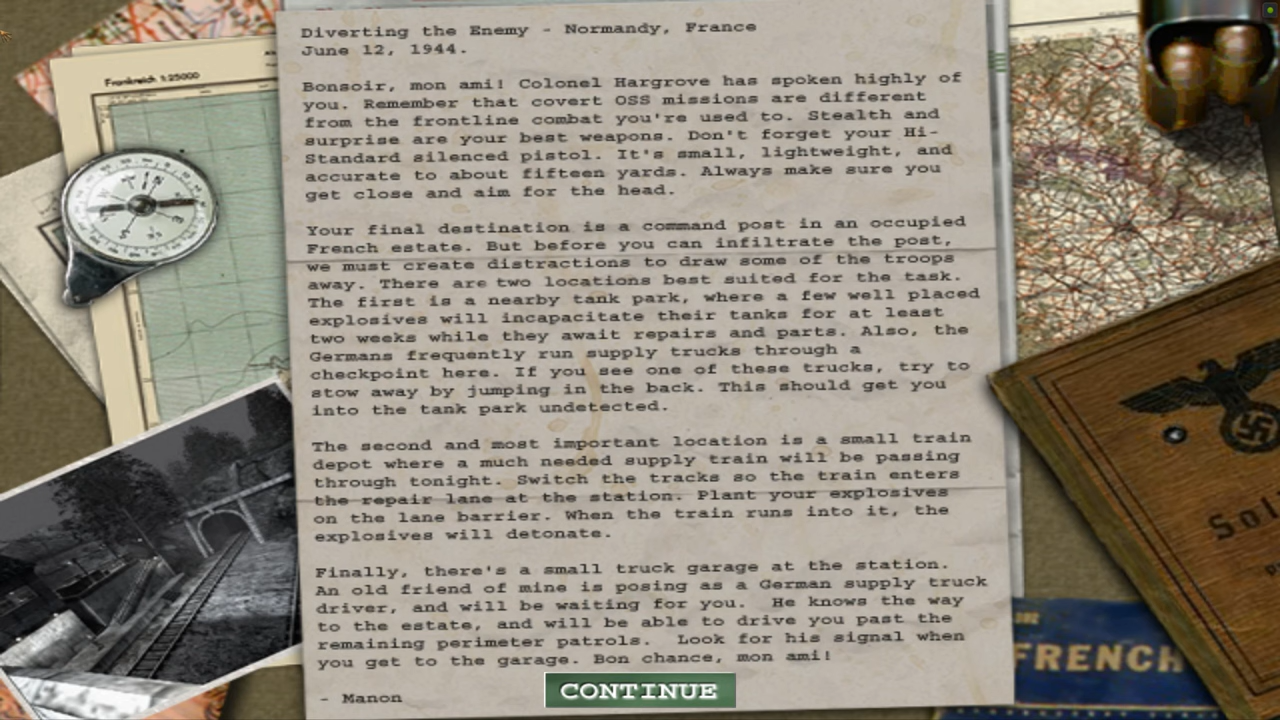 Diverting the Enemy - Normandy, France
June 12, 1944.
Bonsoir, mon ami! Colonel Hargrove has spoken highly of
you. Remember that covert OSS missions are different
from the frontline combat you're used to. Stealth and
surprise are your best weapons. Don't forget your Hi-
Standard silenced pistol. It's small, lightweight, and
accurate to about fifteen yards. Always make sure you
get close and aim for the head.
Your final destination is a command post in an occupied
French estate. But before you can infiltrate the post,
we must create distractions to draw some of the troops
away. There are two locations best suited for the task.
The first is a nearby tank park, where a few well placed
explosives will incapacitate their tanks for at least
two weeks while they await repairs and parts. Also, the
Germans frequently run supply trucks through a
checkpoint here. If you see one of these trucks, try to
stow away by jumping in the back. This should get you
into the tank park undetected.
The second and most important location is a small train
depot where a much needed supply train will be passing
through tonight. Switch the tracks so the train enters
the repair lane at the station. Plant your explosives
on the lane barrier. When the train runs into it, the
explosives will detonate.
Finally, there's a small truck garage at the station.
An old friend of mine is posing as a German supply truck
driver, and will be waiting for you. He knows the way
to the estate, and will be able to drive you past the
remaining perimeter patrols. Look for his signal when
you get to the garage. Bon chance, mon ami!
- Manon
CONTINUE
Frankreich 1:25000
Sol
FRENCH